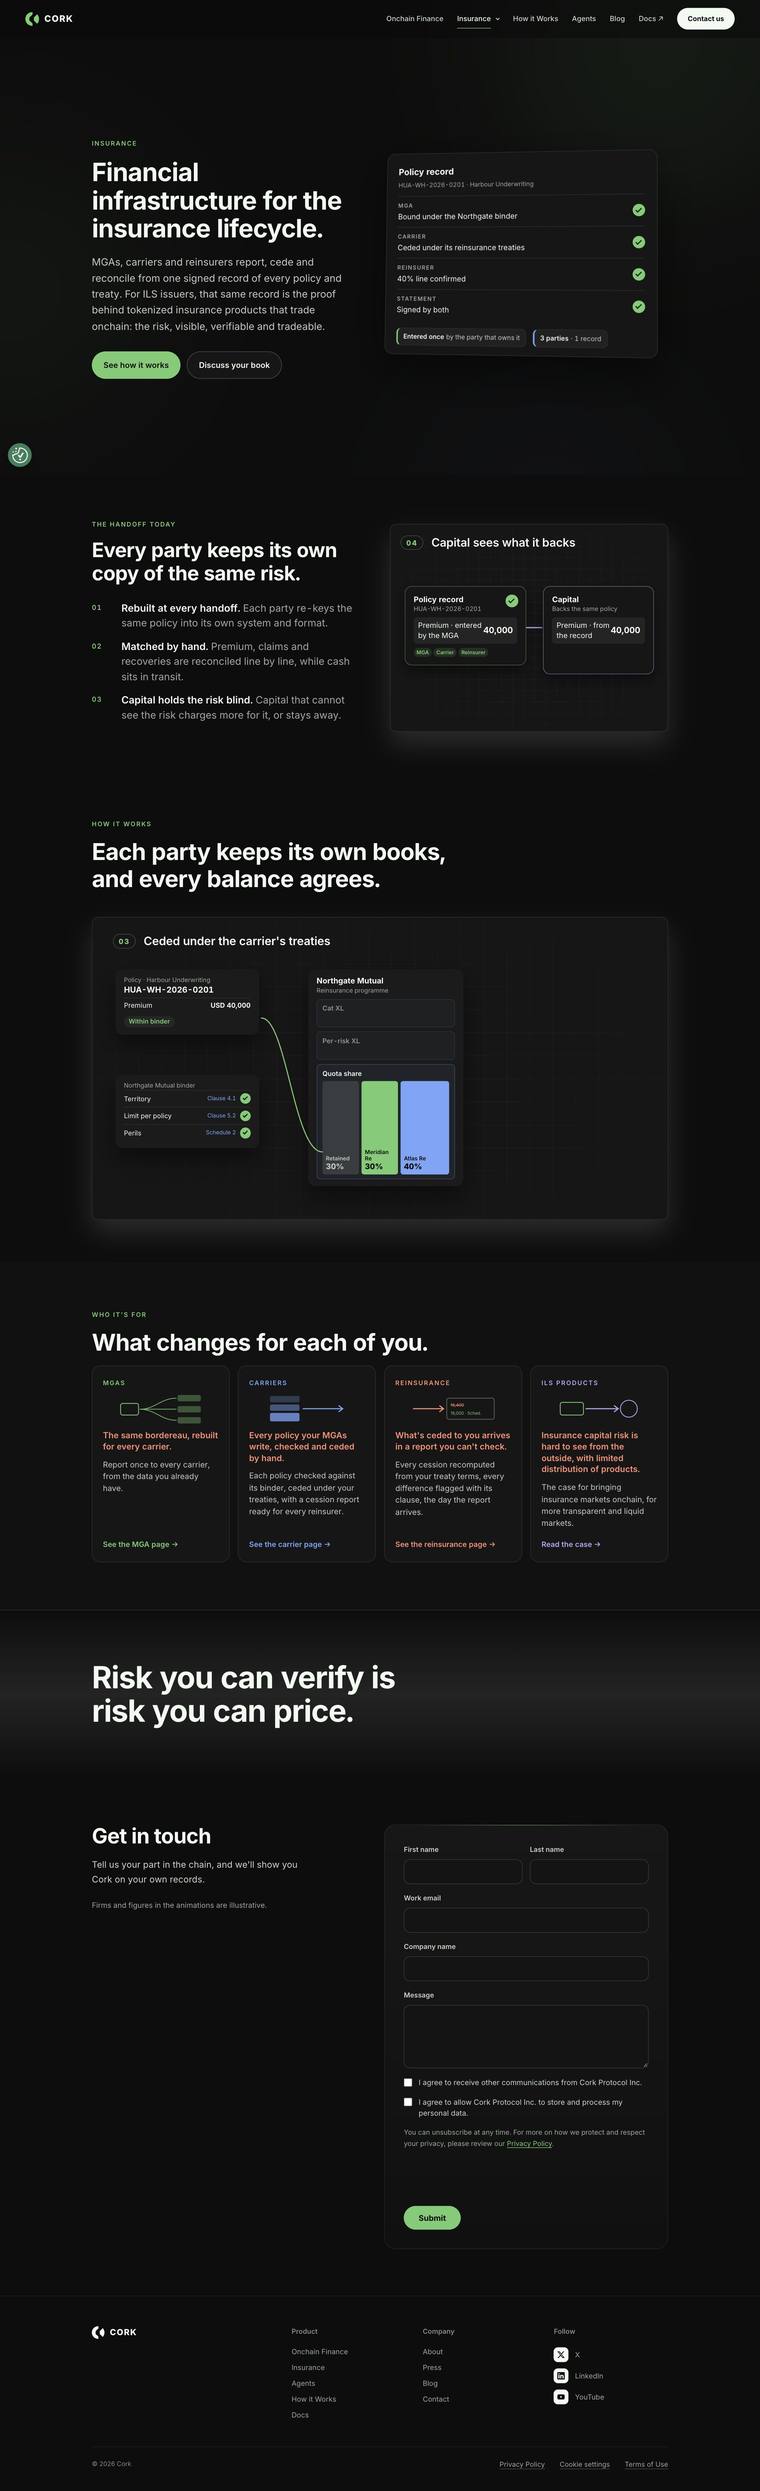 CORK
Onchain Finance
Insurance
How it Works
Agents
Blog
Docs ↗
Contact us
INSURANCE
Financial
infrastructure for the
insurance lifecycle.
MGAs, carriers and reinsurers report, cede and
reconcile from one signed record of every policy and
treaty. For ILS issuers, that same record is the proof
behind tokenized insurance products that trade
onchain: the risk, visible, verifiable and tradeable.
See how it works
Discuss your book
Policy record
HUA-WH-2026-0201 · Harbour Underwriting
MGA
Bound under the Northgate binder
CARRIER
Ceded under its reinsurance treaties
REINSURER
40% line confirmed
STATEMENT
Signed by both
Entered once by the party that owns it
3 parties · 1 record
THE HANDOFF TODAY
Every party keeps its own
copy of the same risk.
01 Rebuilt at every handoff. Each party re-keys the
same policy into its own system and format.
02 Matched by hand. Premium, claims and
recoveries are reconciled line by line, while cash
sits in transit.
03 Capital holds the risk blind. Capital that cannot
see the risk charges more for it, or stays away.
04 Capital sees what it backs
Policy record
HUA-WH-2026-0201
Premium · entered
by the MGA
40,000
MGA Carrier Reinsurer
Capital
Backs the same policy
Premium · from
the record
40,000
HOW IT WORKS
Each party keeps its own books,
and every balance agrees.
03 Ceded under the carrier's treaties
Policy · Harbour Underwriting
HUA-WH-2026-0201
Premium USD 40,000
Within binder
Northgate Mutual binder
Territory Clause 4.1
Limit per policy Clause 5.2
Perils Schedule 2
Northgate Mutual
Reinsurance programme
Cat XL
Per-risk XL
Quota share
Retained
30%
Meridian
Re
30%
Atlas Re
40%
WHO IT'S FOR
What changes for each of you.
MGAS
The same bordereau, rebuilt
for every carrier.
Report once to every carrier,
from the data you already
have.
See the MGA page →
CARRIERS
Every policy your MGAs
write, checked and ceded
by hand.
Each policy checked against
its binder, ceded under your
treaties, with a cession report
ready for every reinsurer.
See the carrier page →
REINSURANCE
What's ceded to you arrives
in a report you can't check.
Every cession recomputed
from your treaty terms, every
difference flagged with its
clause, the day the report
arrives.
See the reinsurance page →
ILS PRODUCTS
Insurance capital risk is
hard to see from the
outside, with limited
distribution of products.
The case for bringing
insurance markets onchain, for
more transparent and liquid
markets.
Read the case →
Risk you can verify is
risk you can price.
Get in touch
Tell us your part in the chain, and we'll show you
Cork on your own records.
Firms and figures in the animations are illustrative.
First name
Last name
Work email
Company name
Message
I agree to receive other communications from Cork Protocol Inc.
I agree to allow Cork Protocol Inc. to store and process my
personal data.
You can unsubscribe at any time. For more on how we protect and respect
your privacy, please review our Privacy Policy.
Submit
CORK
Product
Onchain Finance
Insurance
Agents
How it Works
Docs
Company
About
Press
Blog
Contact
Follow
X
LinkedIn
YouTube
© 2026 Cork
Privacy Policy
Cookie settings
Terms of Use